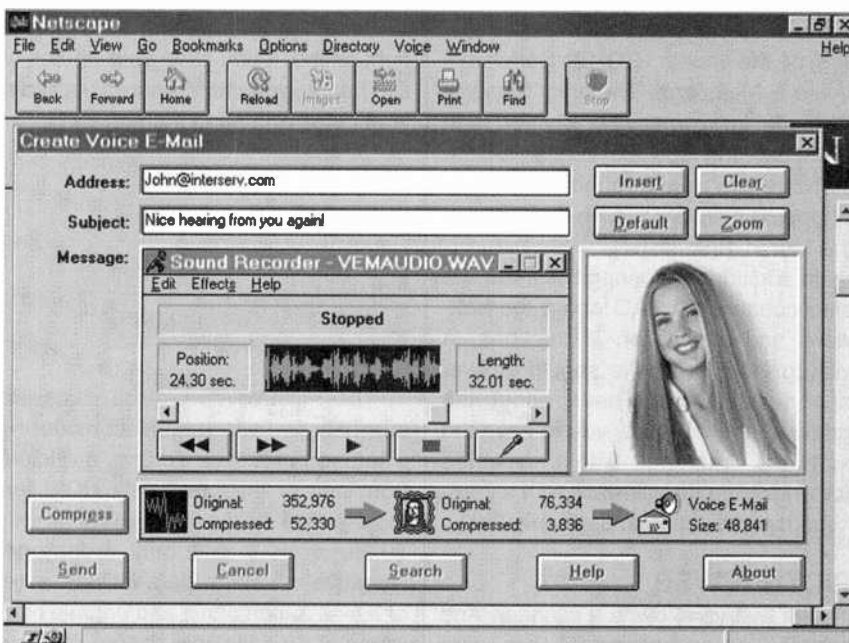 Netscape
File Edit View Go Bookmarks Options Directory Voice Window Help
Back Forward Home Reload Images Open Print Find Stop
Create Voice E-Mail
Address: John@interserv.com Insert Clear
Subject: Nice hearing from you again! Default Zoom
Message:
Sound Recorder - VEMAUDIO.WAV
Edit Effects Help
Stopped
Position: 24.30 sec.
Length: 32.01 sec.
Compress
Original: 352,976
Compressed: 52,330
Original: 76,334
Compressed: 3,836
Voice E-Mail
Size: 48,841
Send Cancel Search Help About
N